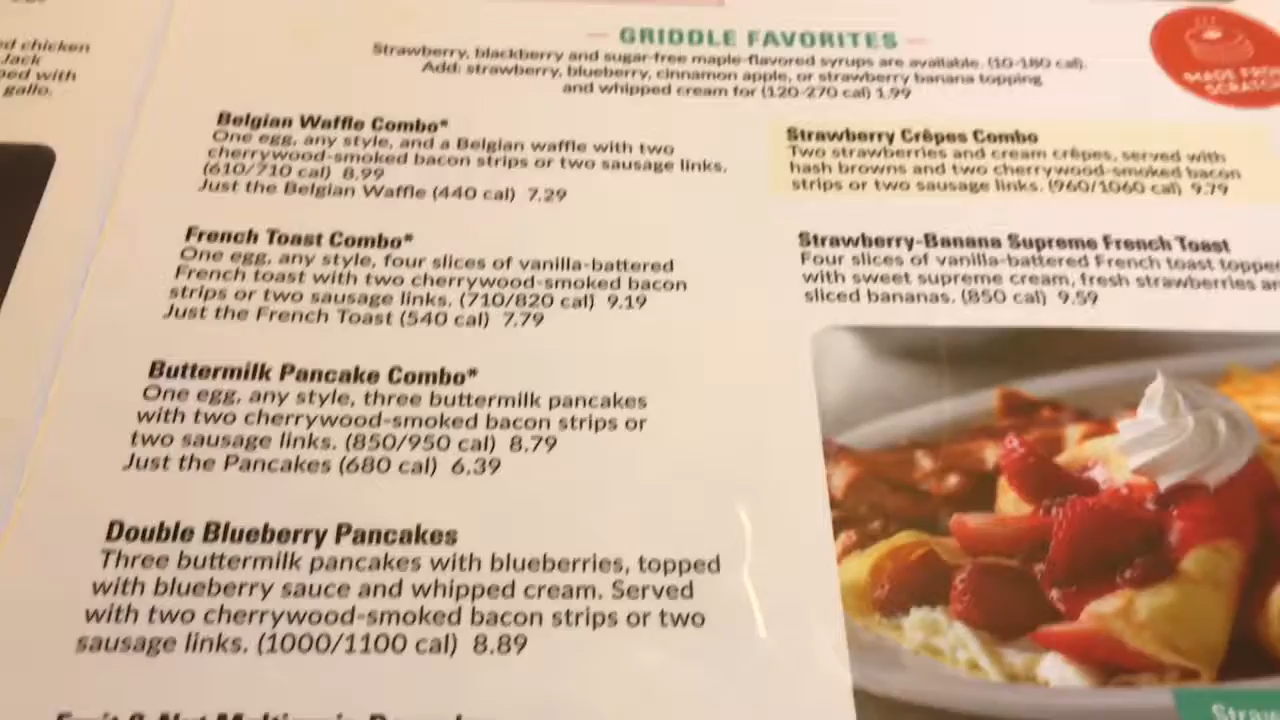 ed chicken
Jack
ped with
gallo.
GRIDDLE FAVORITES
Strawberry, blackberry and sugar-free maple-flavored syrups are available. (10-180 cal).
Add: strawberry, blueberry, cinnamon apple, or strawberry banana topping
and whipped cream for (120-270 cal) 1.99
MADE FROM
SCRATCH
Belgian Waffle Combo*
One egg, any style, and a Belgian waffle with two
cherrywood-smoked bacon strips or two sausage links.
(610/710 cal) 8.99
Just the Belgian Waffle (440 cal) 7.29
French Toast Combo*
One egg, any style, four slices of vanilla-battered
French toast with two cherrywood-smoked bacon
strips or two sausage links. (710/820 cal) 9.19
Just the French Toast (540 cal) 7.79
Buttermilk Pancake Combo*
One egg, any style, three buttermilk pancakes
with two cherrywood-smoked bacon strips or
two sausage links. (850/950 cal) 8.79
Just the Pancakes (680 cal) 6.39
Double Blueberry Pancakes
Three buttermilk pancakes with blueberries, topped
with blueberry sauce and whipped cream. Served
with two cherrywood-smoked bacon strips or two
sausage links. (1000/1100 cal) 8.89
Strawberry Crêpes Combo
Two strawberries and cream crêpes, served with
hash browns and two cherrywood-smoked bacon
strips or two sausage links. (960/1060 cal) 9.79
Strawberry-Banana Supreme French Toast
Four slices of vanilla-battered French toast toppe
with sweet supreme cream, fresh strawberries an
sliced bananas. (850 cal) 9.59
Straw